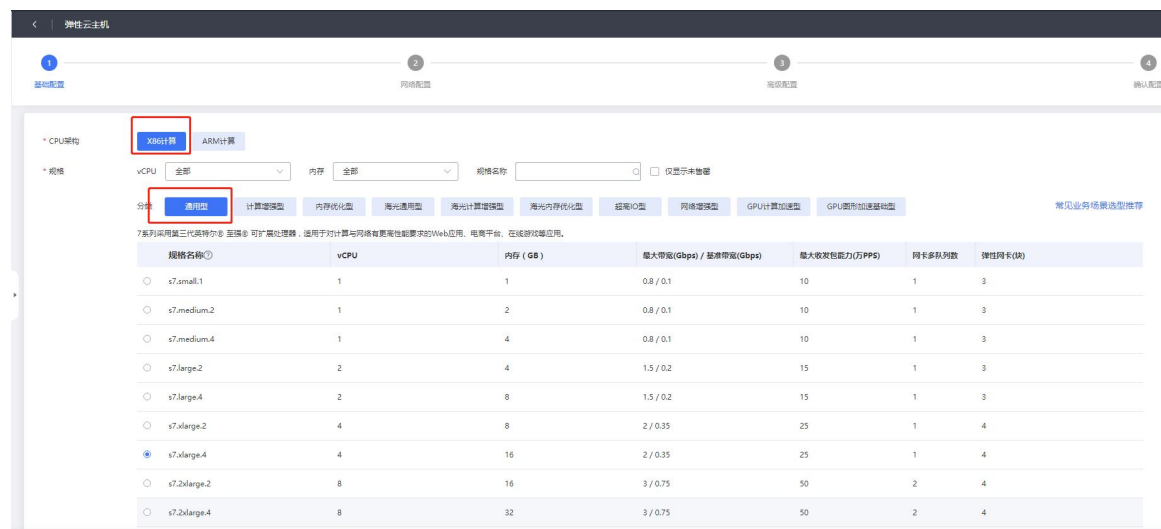 < | 弹性云主机
1 2 3 4
基础配置 网络配置 高级配置 确认配置
* CPU架构 X86计算 ARM计算
* 规格 vCPU 全部 内存 全部 规格名称 仅显示未售罄
分类 通用型 计算增强型 内存优化型 海光通用型 海光计算增强型 海光内存优化型 超高IO型 网络增强型 GPU计算加速型 GPU图形加速基础型 常见业务场景选型推荐
7系列采用第三代英特尔® 至强® 可扩展处理器，适用于对计算与网络有更高性能要求的Web应用、电商平台、在线游戏等应用。
规格名称 vCPU 内存（GB） 最大带宽(Gbps) / 基准带宽(Gbps) 最大收发包能力(万PPS) 网卡多队列数 弹性网卡(块)
s7.small.1 1 1 0.8 / 0.1 10 1 3
s7.medium.2 1 2 0.8 / 0.1 10 1 3
s7.medium.4 1 4 0.8 / 0.1 10 1 3
s7.large.2 2 4 1.5 / 0.2 15 1 3
s7.large.4 2 8 1.5 / 0.2 15 1 3
s7.xlarge.2 4 8 2 / 0.35 25 1 4
s7.xlarge.4 4 16 2 / 0.35 25 1 4
s7.2xlarge.2 8 16 3 / 0.75 50 2 4
s7.2xlarge.4 8 32 3 / 0.75 50 2 4